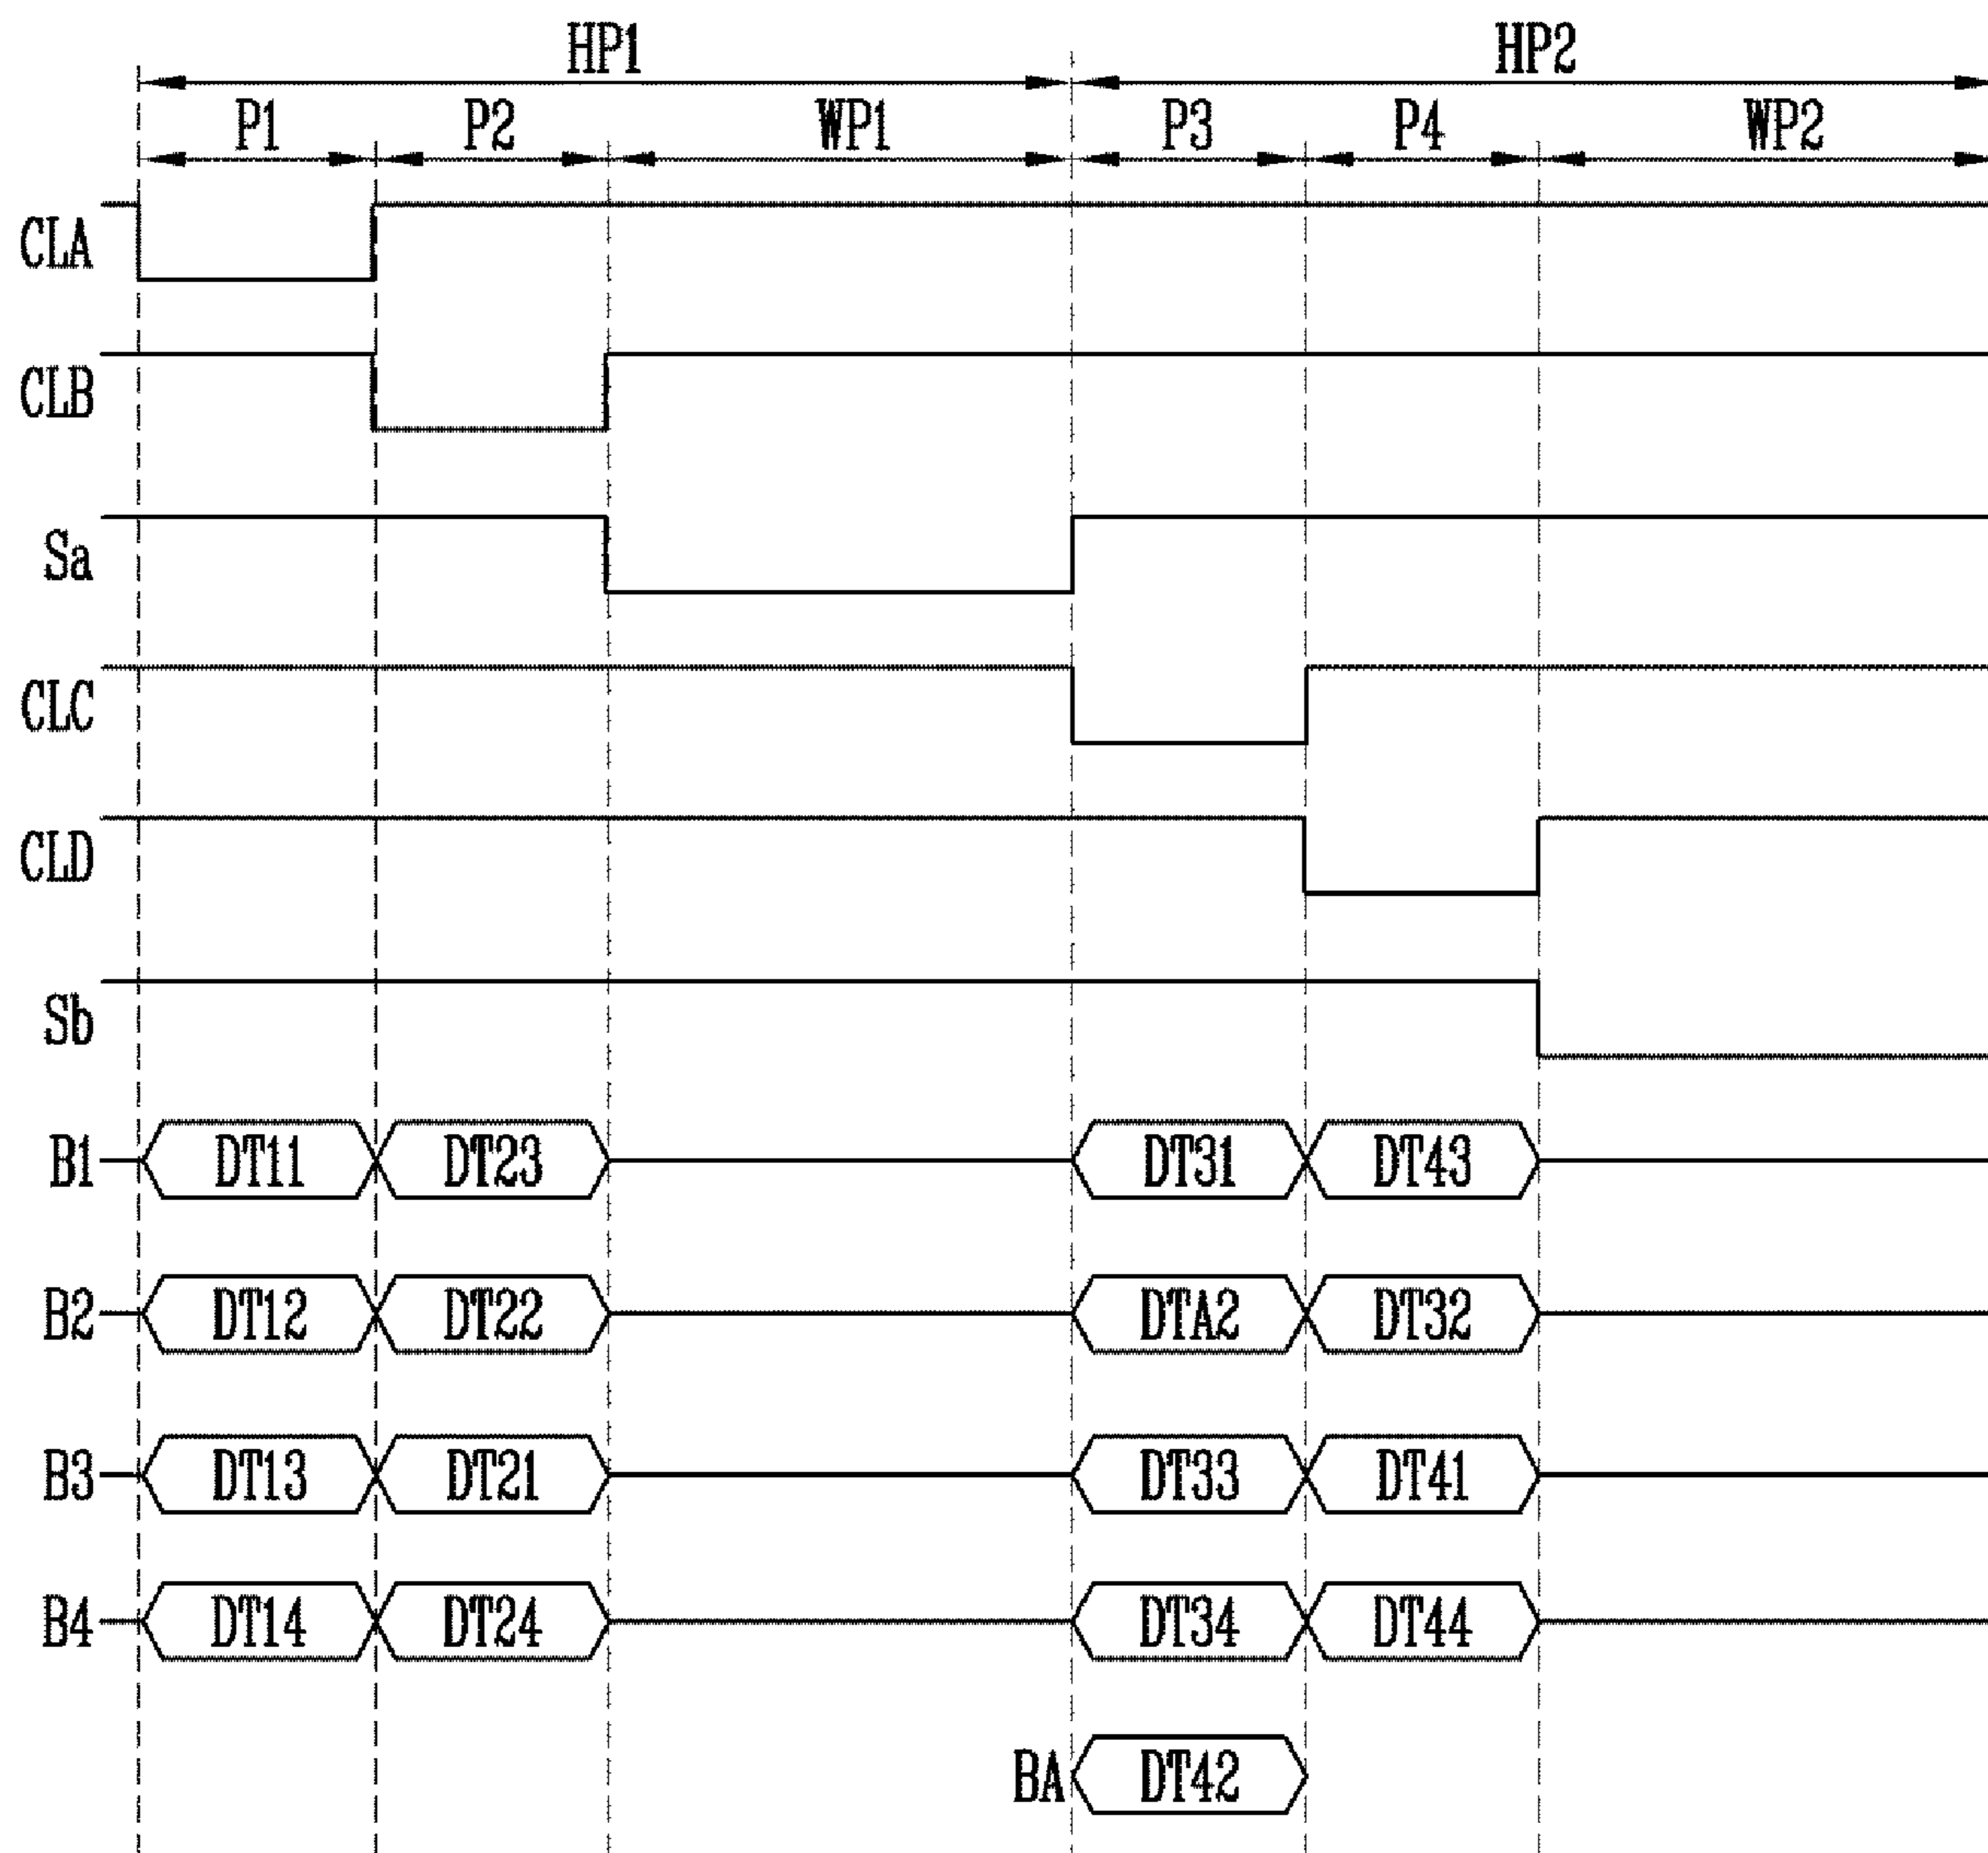 HP1 HP2
P1 P2 WP1 P3 P4 WP2
CLA
CLB
Sa
CLC
CLD
Sb
B1 DT11 DT23 DT31 DT43
B2 DT12 DT22 DTA2 DT32
B3 DT13 DT21 DT33 DT41
B4 DT14 DT24 DT34 DT44
BA DT42